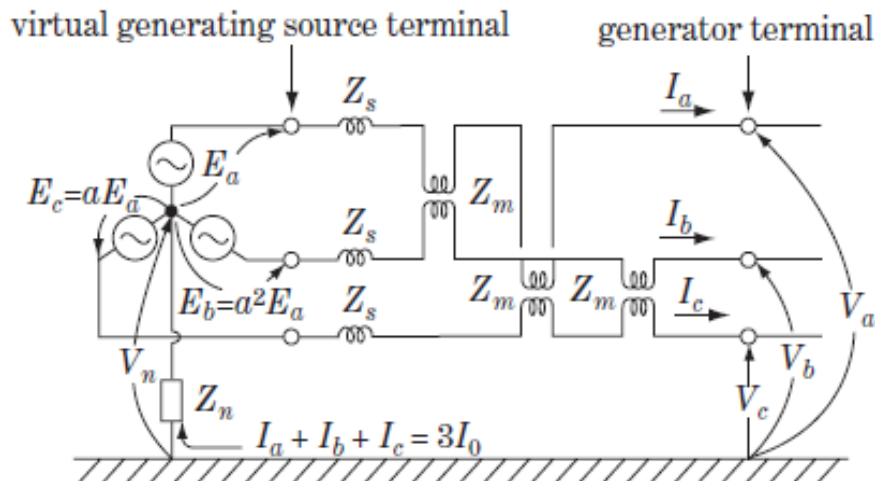 virtual generating source terminal
generator terminal
Z_s
I_a
E_a
E_c=aE_a
Z_m
Z_s
I_b
E_b=a²E_a
Z_s
Z_m
Z_m
I_c
V_a
V_n
V_b
Z_n
V_c
I_a + I_b + I_c = 3I_0